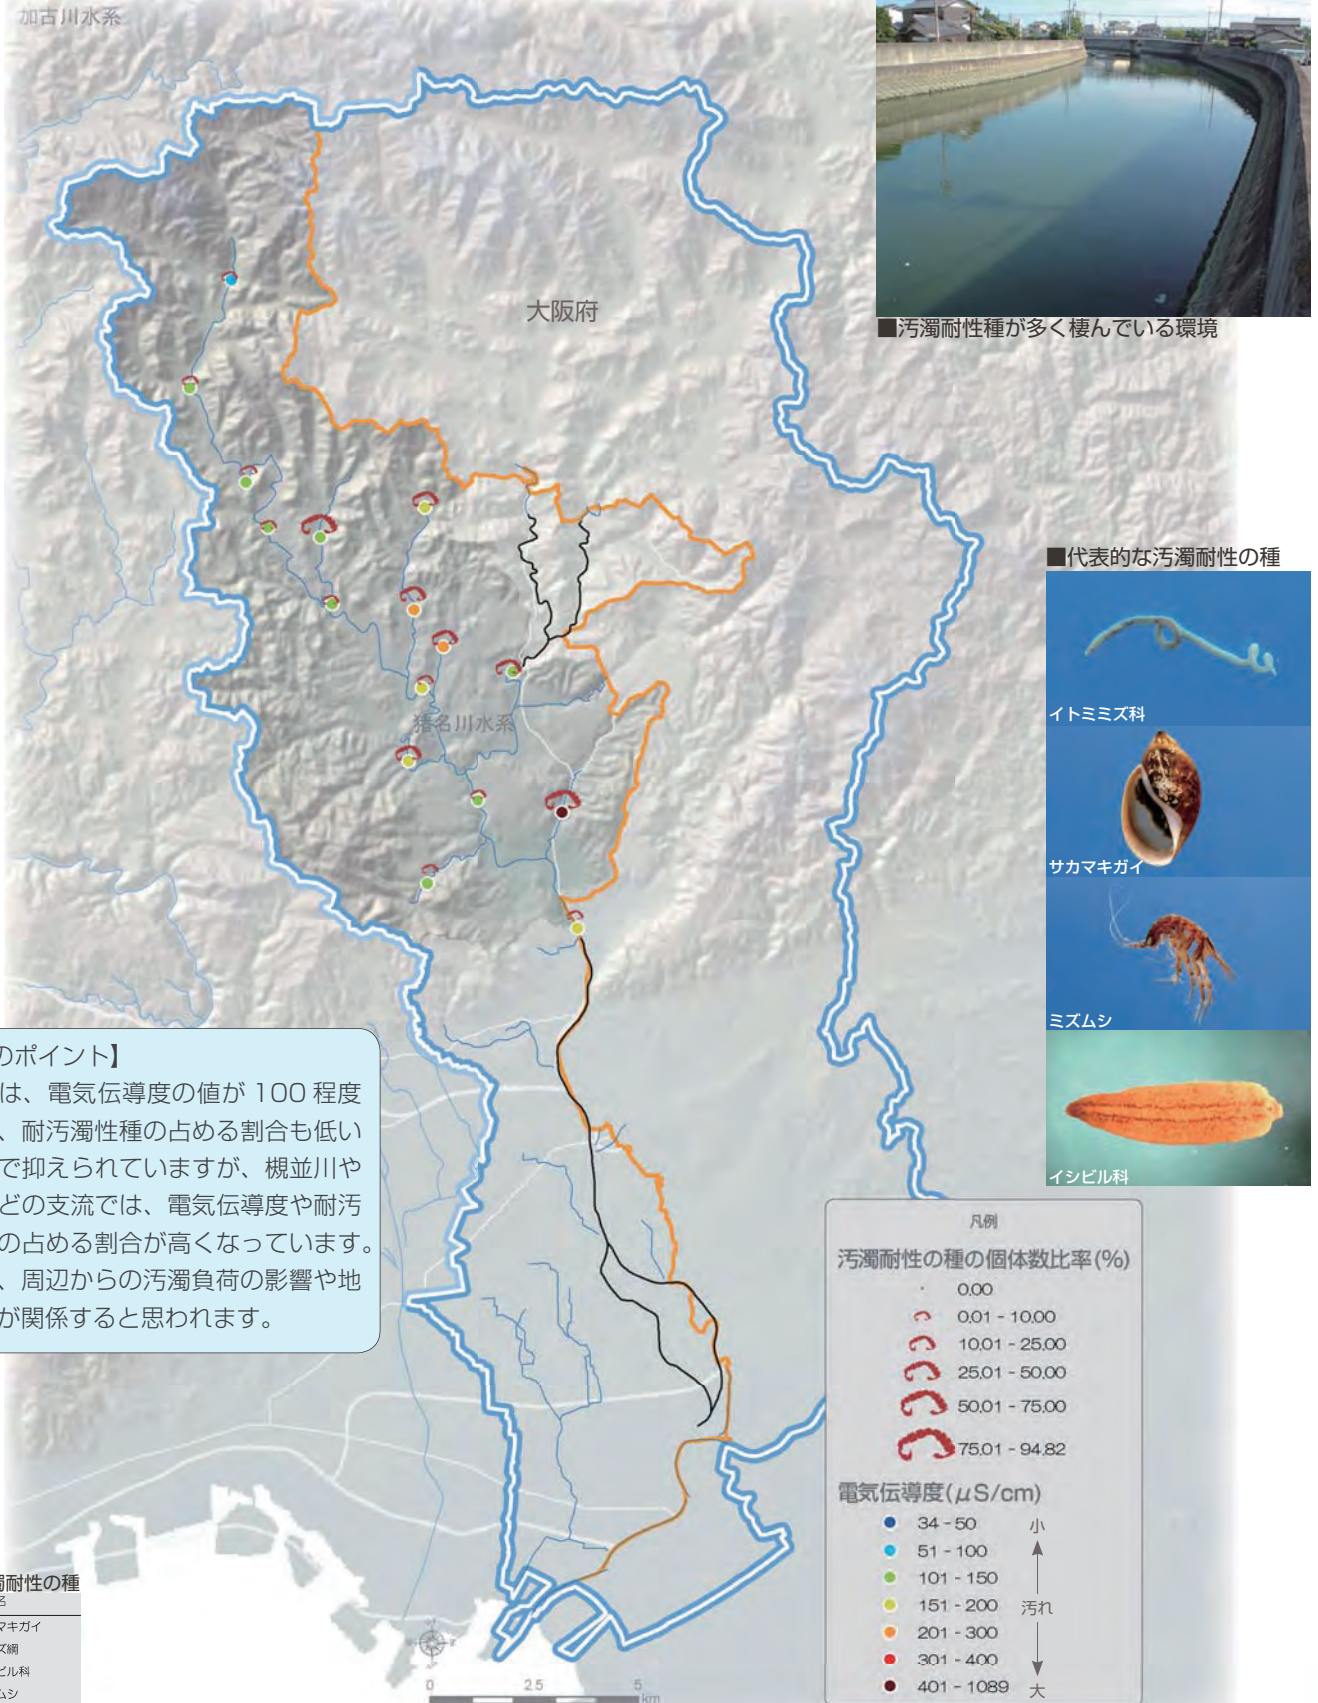 加古川水系
大阪府
■汚濁耐性種が多く棲んでいる環境
■代表的な汚濁耐性の種
イトミミズ科
サカマキガイ
ミズムシ
イシビル科
猪名川水系
のポイント】
は、電気伝導度の値が 100 程度
、耐汚濁性種の占める割合も低い
で抑えられていますが、槻並川や
どの支流では、電気伝導度や耐汚
の占める割合が高くなっています。
、周辺からの汚濁負荷の影響や地
が関係すると思われます。
凡例
汚濁耐性の種の個体数比率(%)
0.00
0.01 - 10.00
10.01 - 25.00
25.01 - 50.00
50.01 - 75.00
75.01 - 94.82
電気伝導度(μS/cm)
34 - 50 小
51 - 100
101 - 150
151 - 200 汚れ
201 - 300
301 - 400
401 - 1089 大
耐性の種
名
マキガイ
ズ綱
ビル科
ムシ
0 2.5 5
km